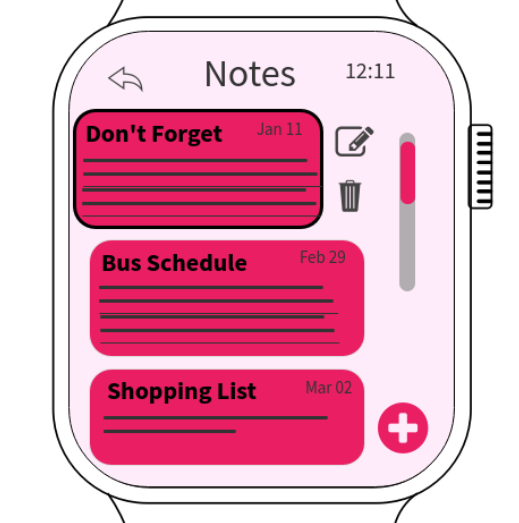 Notes
12:11
Don't Forget
Jan 11
Bus Schedule
Feb 29
Shopping List
Mar 02